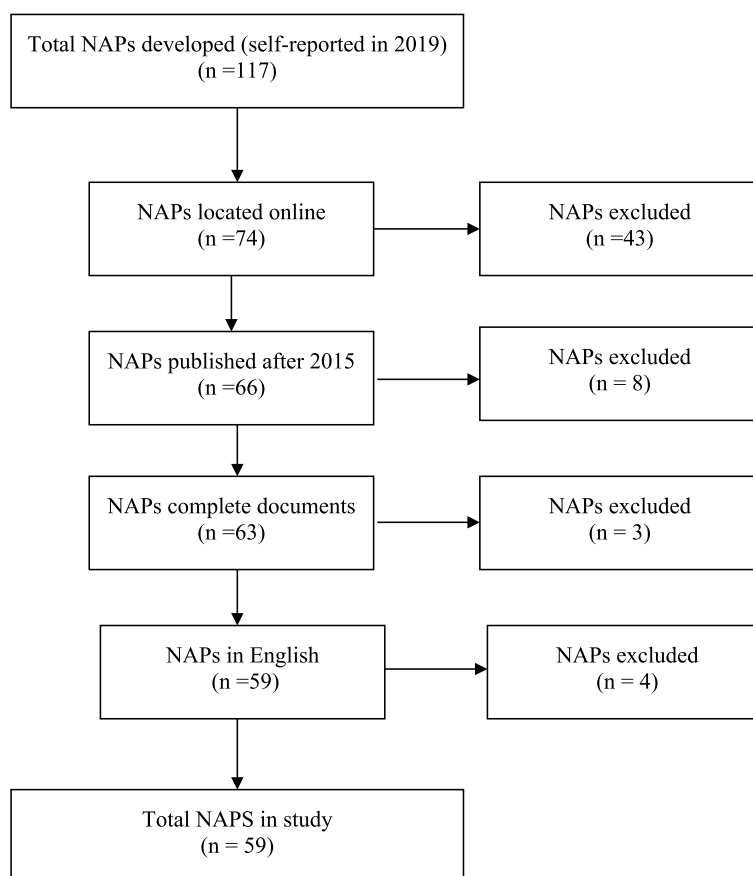 Total NAPs developed (self-reported in 2019)
(n =117)
NAPs located online
(n =74)
NAPs excluded
(n =43)
NAPs published after 2015
(n =66)
NAPs excluded
(n = 8)
NAPs complete documents
(n =63)
NAPs excluded
(n = 3)
NAPs in English
(n =59)
NAPs excluded
(n = 4)
Total NAPS in study
(n = 59)